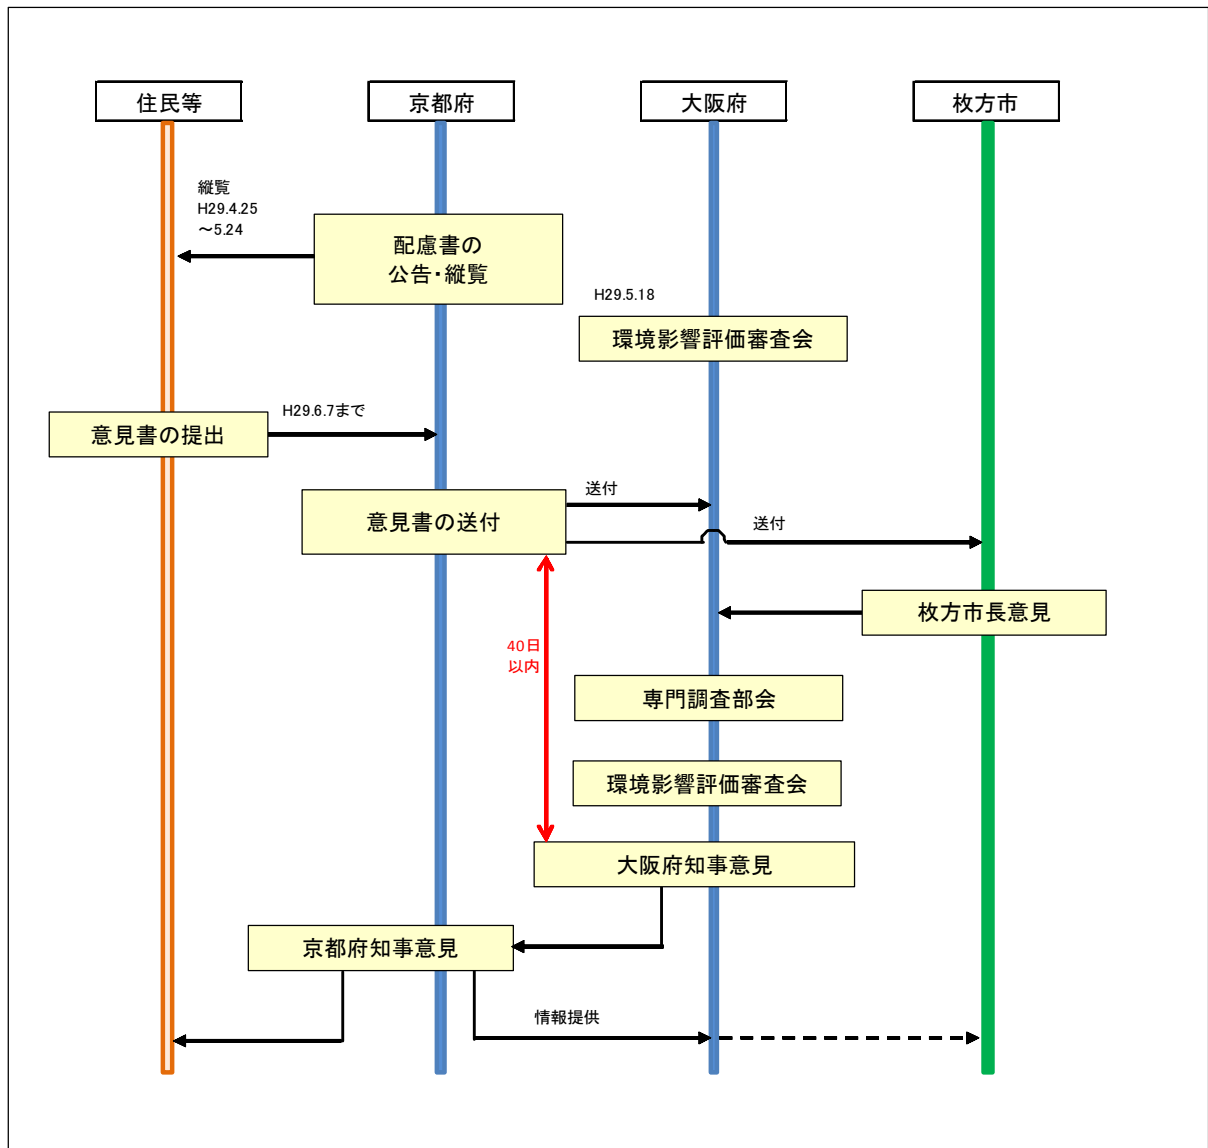 住民等
京都府
大阪府
枚方市
縦覧
H29.4.25
～5.24
配慮書の
公告・縦覧
H29.5.18
環境影響評価審査会
意見書の提出
H29.6.7まで
意見書の送付
送付
送付
枚方市長意見
40日
以内
専門調査部会
環境影響評価審査会
大阪府知事意見
京都府知事意見
情報提供